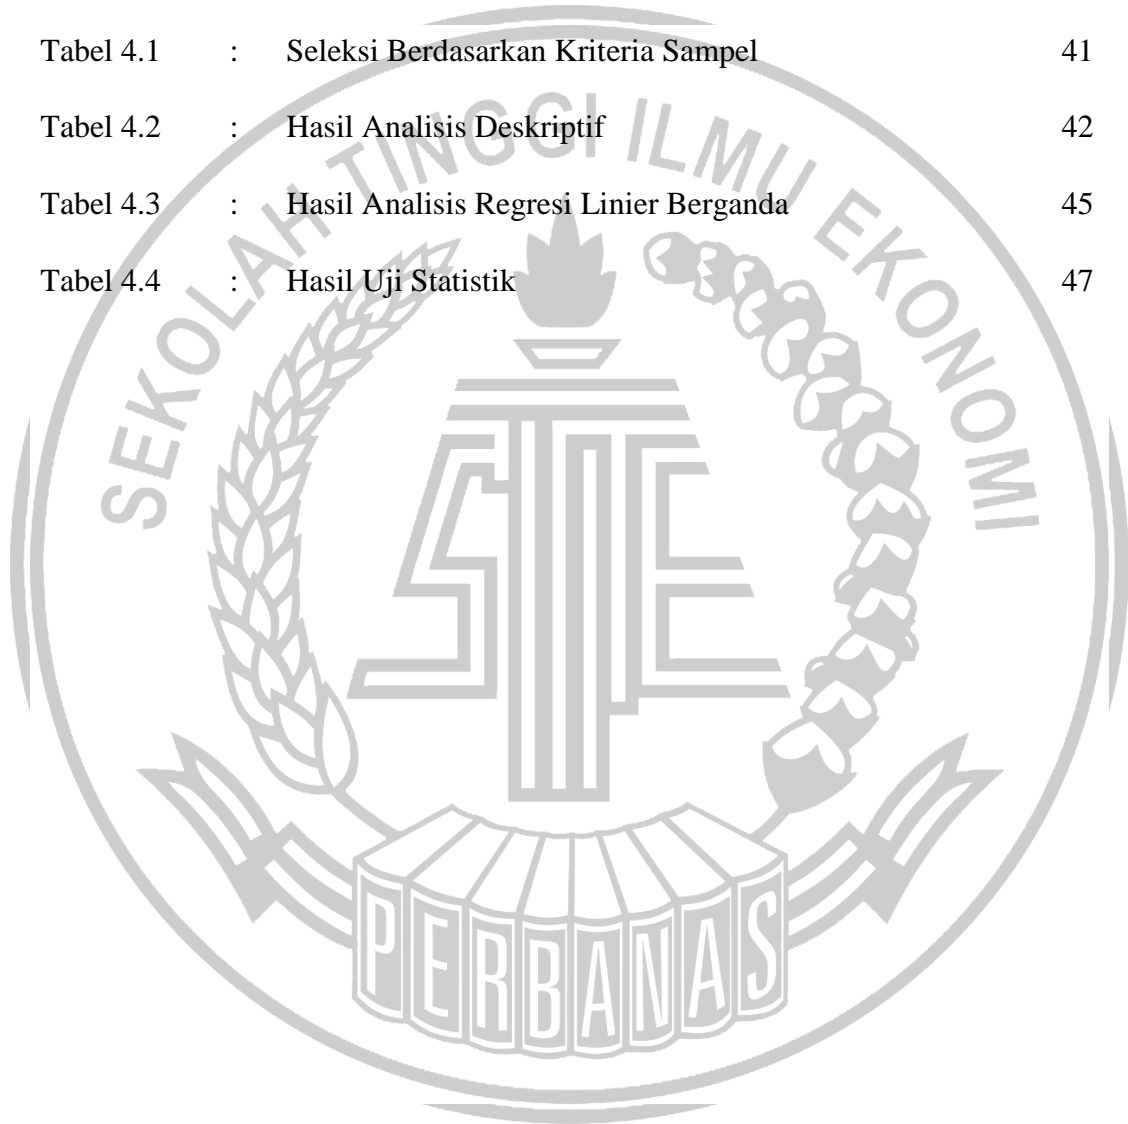 Tabel 4.1 : Seleksi Berdasarkan Kriteria Sampel 41
Tabel 4.2 : Hasil Analisis Deskriptif 42
Tabel 4.3 : Hasil Analisis Regresi Linier Berganda 45
Tabel 4.4 : Hasil Uji Statistik 47
SEKOLAH TINGGI ILMU EKONOMI
STIE
PERBANAS